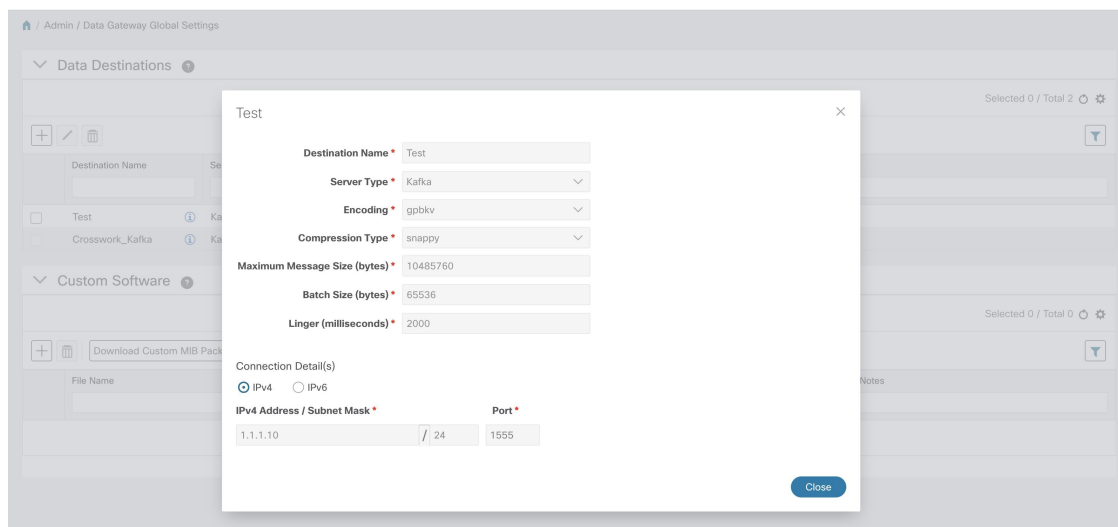 / Admin / Data Gateway Global Settings
Data Destinations ?
Selected 0 / Total 2
Destination Name
Se
Test i Ka
Crosswork_Kafka i Ka
Custom Software ?
Selected 0 / Total 0
Download Custom MIB Pack
File Name
Notes
Test
Destination Name * Test
Server Type * Kafka
Encoding * gpbkv
Compression Type * snappy
Maximum Message Size (bytes) * 10485760
Batch Size (bytes) * 65536
Linger (milliseconds) * 2000
Connection Detail(s)
IPv4 IPv6
IPv4 Address / Subnet Mask * Port *
1.1.1.10 / 24 1555
Close